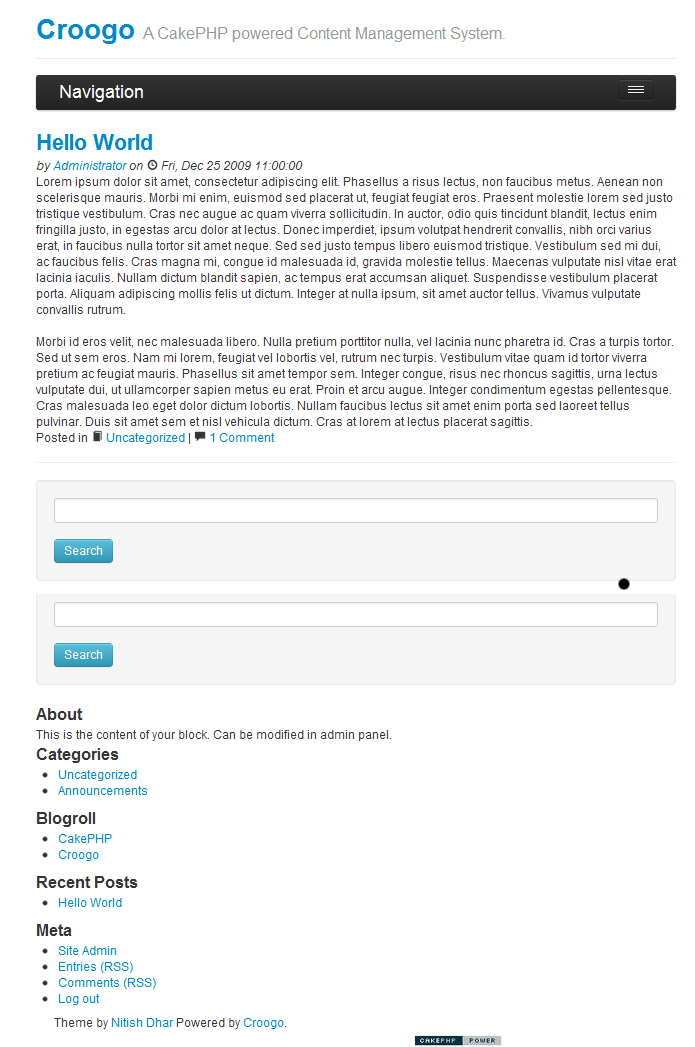 Croogo A CakePHP powered Content Management System.
Navigation
Hello World
by Administrator on Fri, Dec 25 2009 11:00:00
Lorem ipsum dolor sit amet, consectetur adipiscing elit. Phasellus a risus lectus, non faucibus metus. Aenean non
scelerisque mauris. Morbi mi enim, euismod sed placerat ut, feugiat feugiat eros. Praesent molestie lorem sed justo
tristique vestibulum. Cras nec augue ac quam viverra sollicitudin. In auctor, odio quis tincidunt blandit, lectus enim
fringilla justo, in egestas arcu dolor at lectus. Donec imperdiet, ipsum volutpat hendrerit convallis, nibh orci varius
erat, in faucibus nulla tortor sit amet neque. Sed sed justo tempus libero euismod tristique. Vestibulum sed mi dui,
ac faucibus felis. Cras magna mi, congue id malesuada id, gravida molestie tellus. Maecenas vulputate nisl vitae erat
lacinia iaculis. Nullam dictum blandit sapien, ac tempus erat accumsan aliquet. Suspendisse vestibulum placerat
porta. Aliquam adipiscing mollis felis ut dictum. Integer at nulla ipsum, sit amet auctor tellus. Vivamus vulputate
convallis rutrum.
Morbi id eros velit, nec malesuada libero. Nulla pretium porttitor nulla, vel lacinia nunc pharetra id. Cras a turpis tortor.
Sed ut sem eros. Nam mi lorem, feugiat vel lobortis vel, rutrum nec turpis. Vestibulum vitae quam id tortor viverra
pretium ac feugiat mauris. Phasellus sit amet tempor sem. Integer congue, risus nec rhoncus sagittis, urna lectus
vulputate dui, ut ullamcorper sapien metus eu erat. Proin et arcu augue. Integer condimentum egestas pellentesque.
Cras malesuada leo eget dolor dictum lobortis. Nullam faucibus lectus sit amet enim porta sed laoreet tellus
pulvinar. Duis sit amet sem et nisl vehicula dictum. Cras at lorem at lectus placerat sagittis.
Posted in Uncategorized | 1 Comment
Search
Search
About
This is the content of your block. Can be modified in admin panel.
Categories
Uncategorized
Announcements
Blogroll
CakePHP
Croogo
Recent Posts
Hello World
Meta
Site Admin
Entries (RSS)
Comments (RSS)
Log out
Theme by Nitish Dhar Powered by Croogo.
CAKEPHP POWER